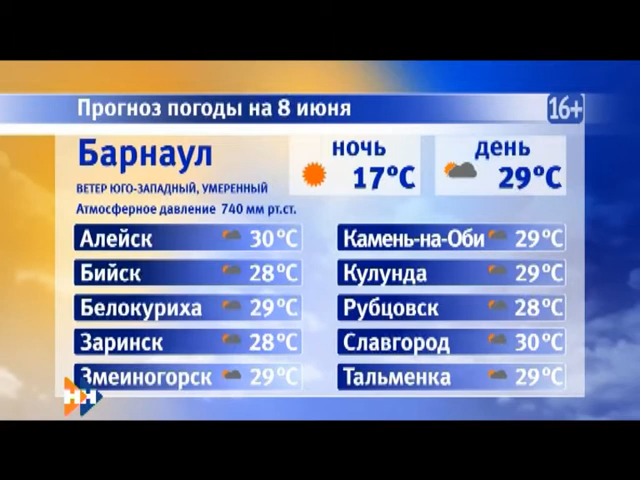 Прогноз погоды на 8 июня
16+
Барнаул
ночь
17°C
день
29°C
ВЕТЕР ЮГО-ЗАПАДНЫЙ, УМЕРЕННЫЙ
Атмосферное давление 740 мм рт.ст.
Алейск 30°C
Бийск 28°C
Белокуриха 29°C
Заринск 28°C
Змеиногорск 29°C
Камень-на-Оби 29°C
Кулунда 29°C
Рубцовск 28°C
Славгород 30°C
Тальменка 29°C
НН